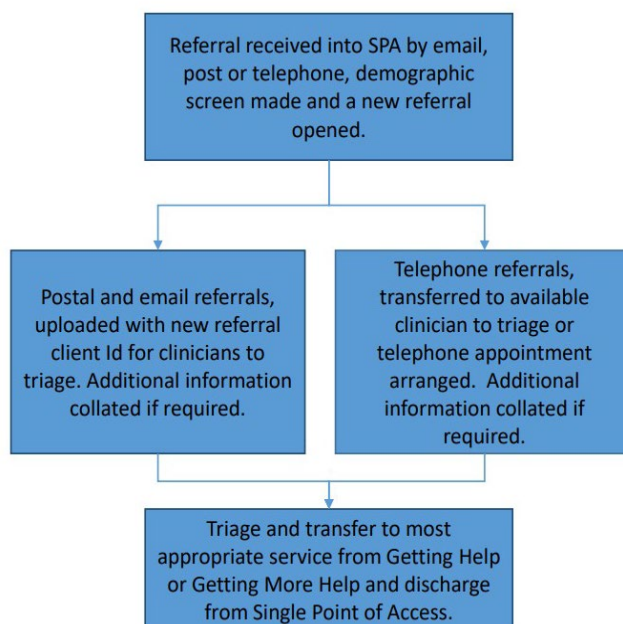 Referral received into SPA by email,
post or telephone, demographic
screen made and a new referral
opened.
Postal and email referrals,
uploaded with new referral
client Id for clinicians to
triage. Additional information
collated if required.
Telephone referrals,
transferred to available
clinician to triage or
telephone appointment
arranged.  Additional
information collated if
required.
Triage and transfer to most
appropriate service from Getting Help
or Getting More Help and discharge
from Single Point of Access.